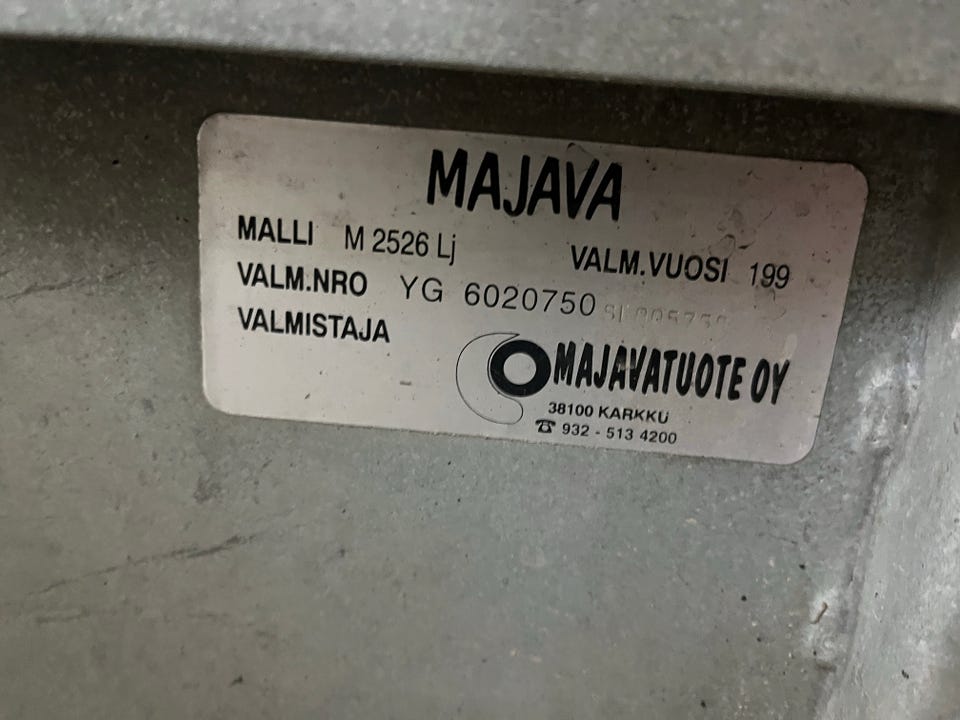 MAJAVA
MALLI M 2526 Lj VALM.VUOSI 199
VALM.NRO YG 6020750
VALMISTAJA
MAJAVATUOTE OY
38100 KARKKU
☎ 932 - 513 4200